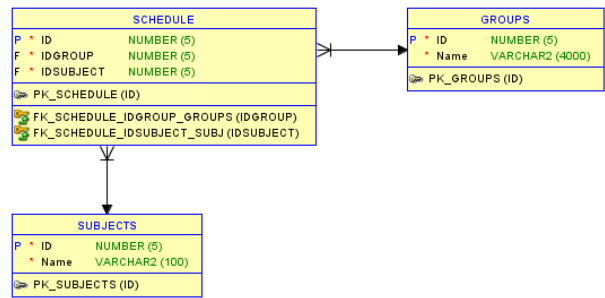 SCHEDULE
P * ID NUMBER (5)
F * IDGROUP NUMBER (5)
F * IDSUBJECT NUMBER (5)
PK_SCHEDULE (ID)
FK_SCHEDULE_IDGROUP_GROUPS (IDGROUP)
FK_SCHEDULE_IDSUBJECT_SUBJ (IDSUBJECT)
GROUPS
P * ID NUMBER (5)
* Name VARCHAR2 (4000)
PK_GROUPS (ID)
SUBJECTS
P * ID NUMBER (5)
* Name VARCHAR2 (100)
PK_SUBJECTS (ID)